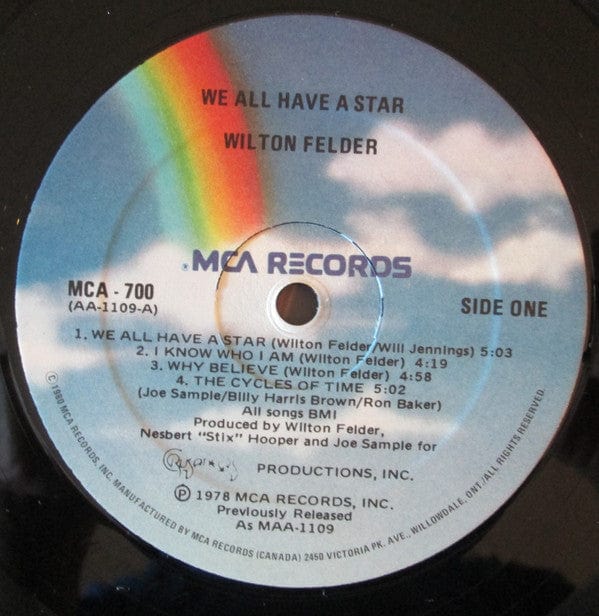 WE ALL HAVE A STAR
WILTON FELDER
®MCA RECORDS
MCA - 700
(AA-1109-A)
SIDE ONE
1. WE ALL HAVE A STAR (Wilton Felder/Will Jennings) 5:03
2. I KNOW WHO I AM (Wilton Felder) 4:19
3. WHY BELIEVE (Wilton Felder) 4:58
4. THE CYCLES OF TIME 5:02
(Joe Sample/Billy Harris Brown/Ron Baker)
All songs BMI
Produced by Wilton Felder,
Nesbert "Stix" Hooper and Joe Sample for
PRODUCTIONS, INC.
Ⓟ 1978 MCA RECORDS, INC.
Previously Released
As MAA-1109
© 1980 MCA RECORDS, INC. MANUFACTURED BY MCA RECORDS (CANADA) 2450 VICTORIA PK. AVE., WILLOWDALE, ONT./ALL RIGHTS RESERVED.